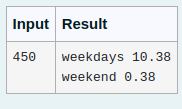 Input Result
450 weekdays 10.38
weekend 0.38